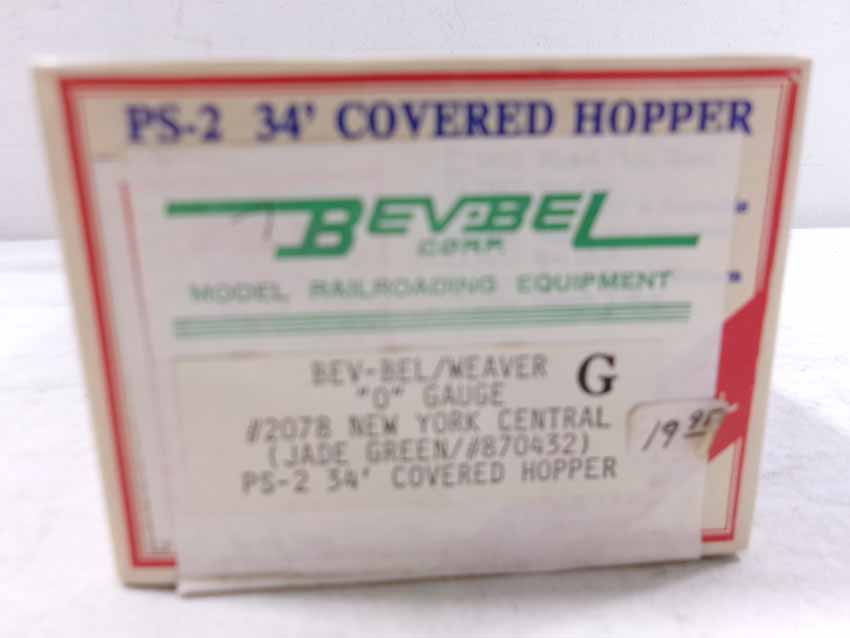 PS-2 34' COVERED HOPPER
BEV-BEL
CORP.
MODEL RAILROADING EQUIPMENT
BEV-BEL/WEAVER G
"O" GAUGE
#2078 NEW YORK CENTRAL
(JADE GREEN/#870432)
PS-2 34' COVERED HOPPER
19 95